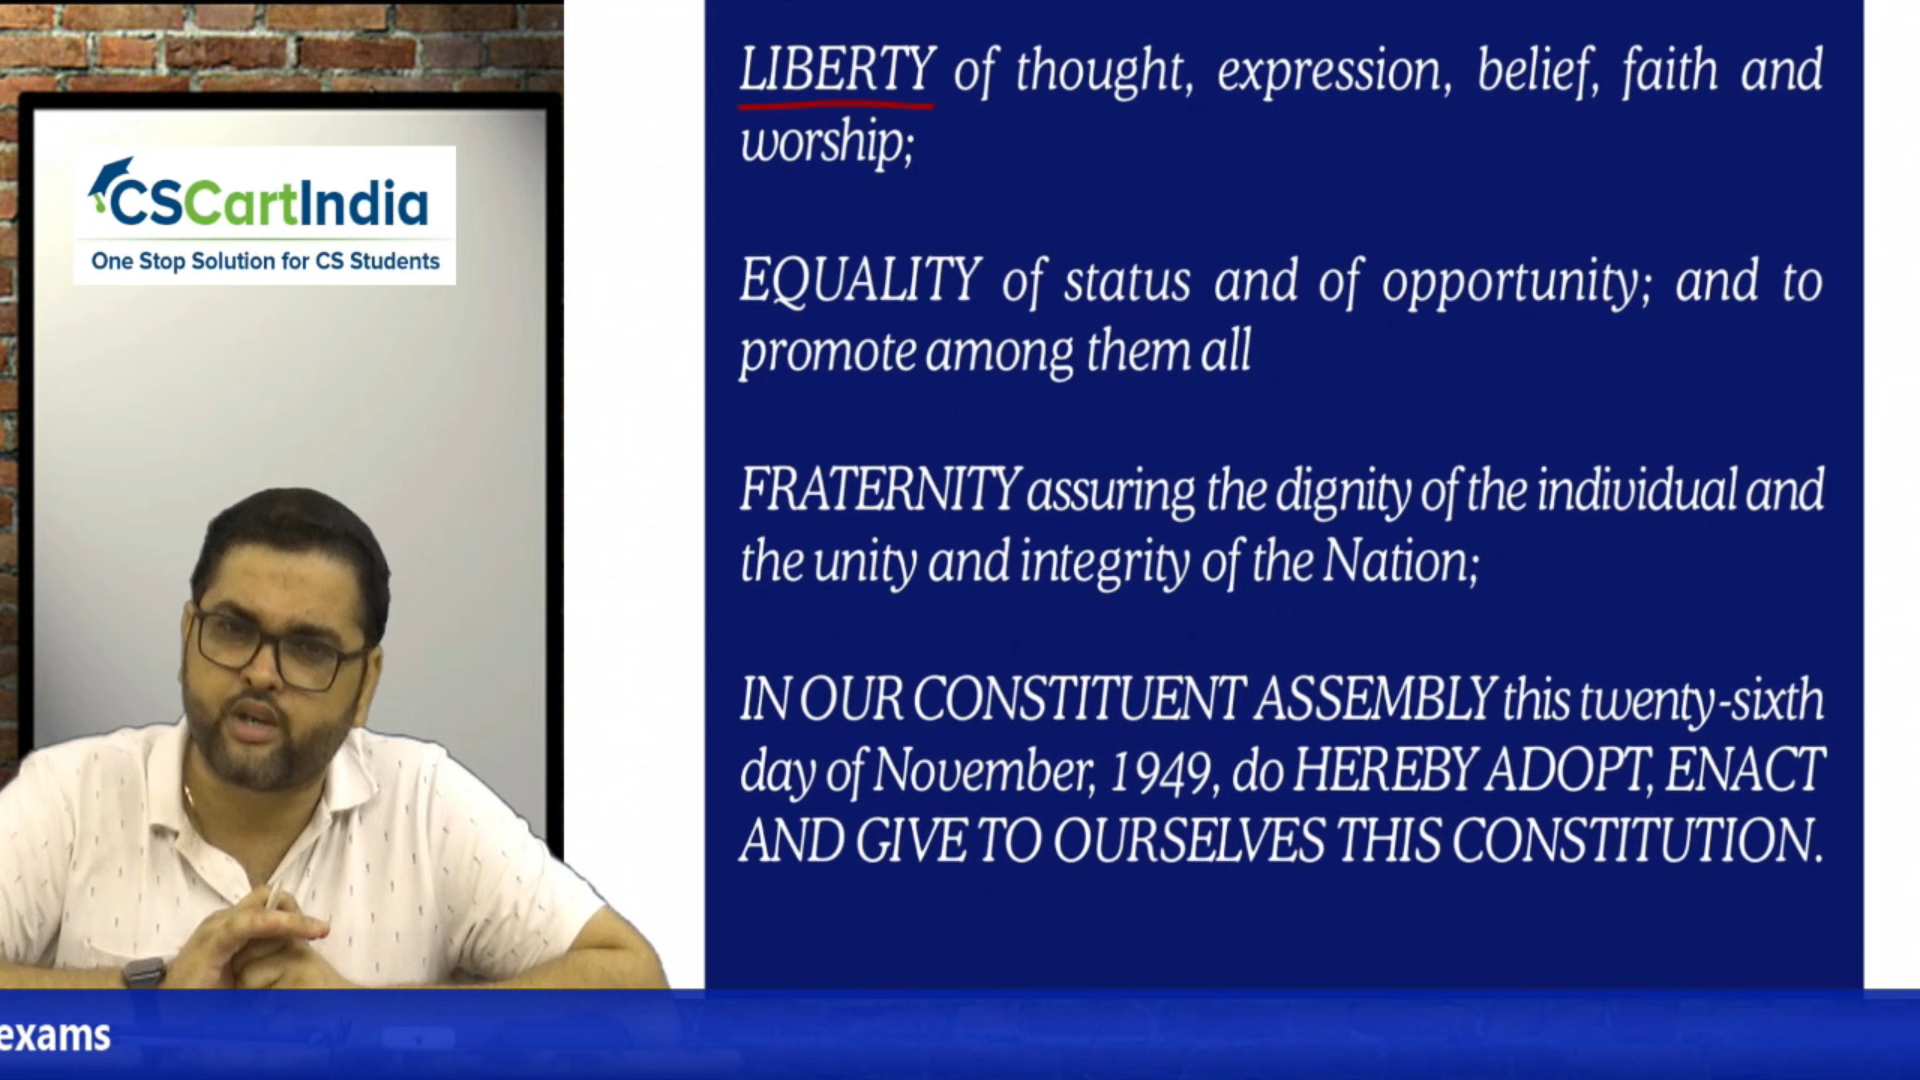 CSCartIndia
One Stop Solution for CS Students
LIBERTY of thought, expression, belief, faith and
worship;
EQUALITY of status and of opportunity; and to
promote among them all
FRATERNITY assuring the dignity of the individual and
the unity and integrity of the Nation;
IN OUR CONSTITUENT ASSEMBLY this twenty-sixth
day of November, 1949, do HEREBY ADOPT, ENACT
AND GIVE TO OURSELVES THIS CONSTITUTION.
exams